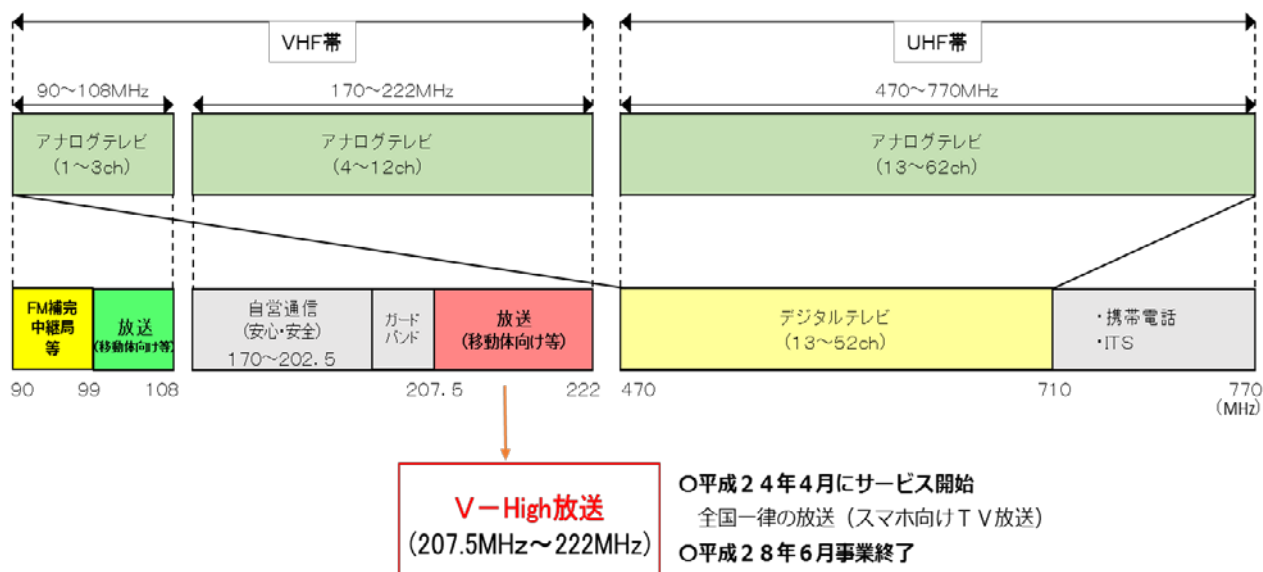 VHF帯
UHF帯
90～108MHz
170～222MHz
470～770MHz
アナログテレビ
(1～3ch)
アナログテレビ
(4～12ch)
アナログテレビ
(13～62ch)
FM補完
中継局
等
放送
(移動体向け等)
自営通信
(安心・安全)
170～202.5
ガード
バンド
放送
(移動体向け等)
デジタルテレビ
(13～52ch)
・携帯電話
・ITS
90
99
108
207.5
222
470
710
770
(MHz)
V－High放送
(207.5MHz～222MHz)
○平成24年4月にサービス開始
全国一律の放送（スマホ向けTV放送）
○平成28年6月事業終了